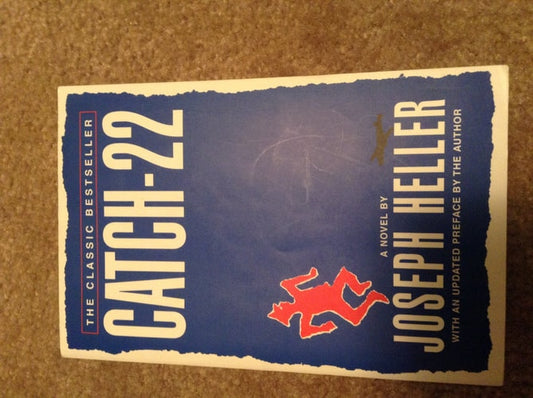 THE CLASSIC BESTSELLER
CATCH-22
A NOVEL BY
JOSEPH HELLER
WITH AN UPDATED PREFACE BY THE AUTHOR